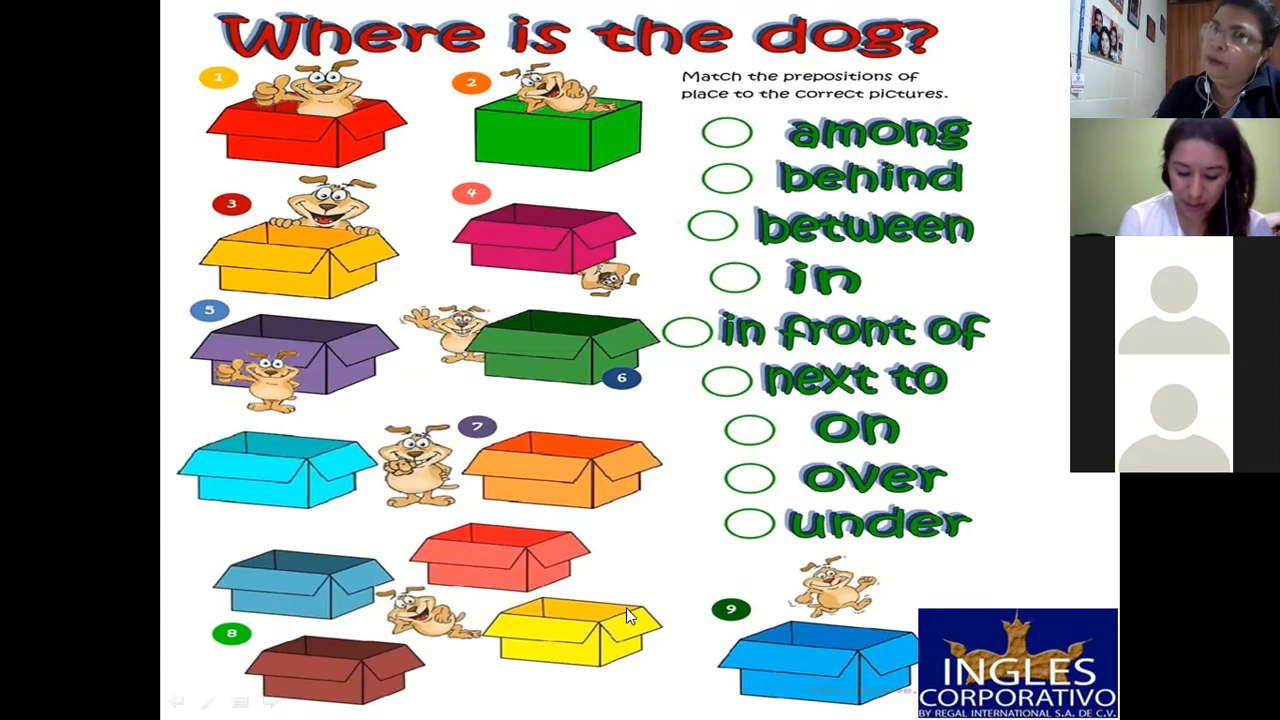 Where is the dog?
1
2
Match the prepositions of
place to the correct pictures.
among
behind
3
4
between
in
5
in front of
6
next to
7
on
over
under
8
9
INGLES
CORPORATIVO
BY REGAL INTERNATIONAL S.A. DE C.V.